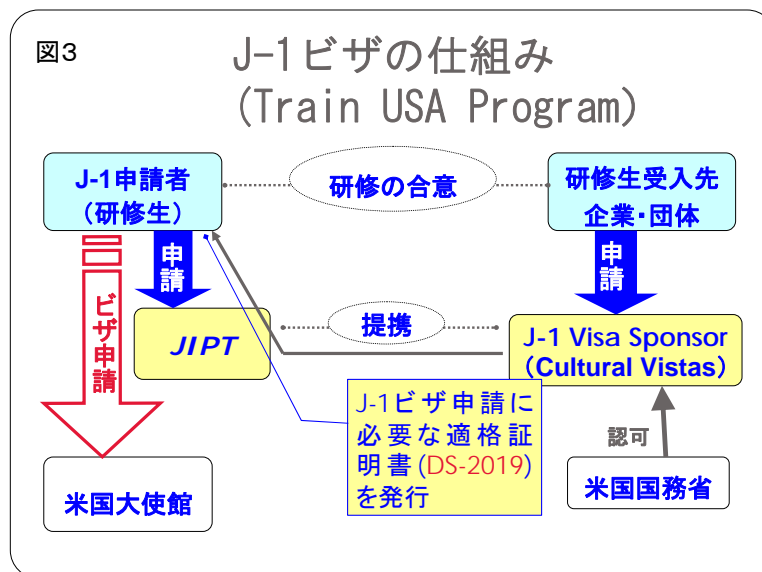 図3
J-1ビザの仕組み
(Train USA Program)
J-1申請者
（研修生）
研修の合意
研修生受入先
企業・団体
申請
申請
ビザ申請
JIPT
提携
J-1 Visa Sponsor
（Cultural Vistas）
J-1ビザ申請に
必要な適格証
明書(DS-2019)
を発行
認可
米国大使館
米国国務省